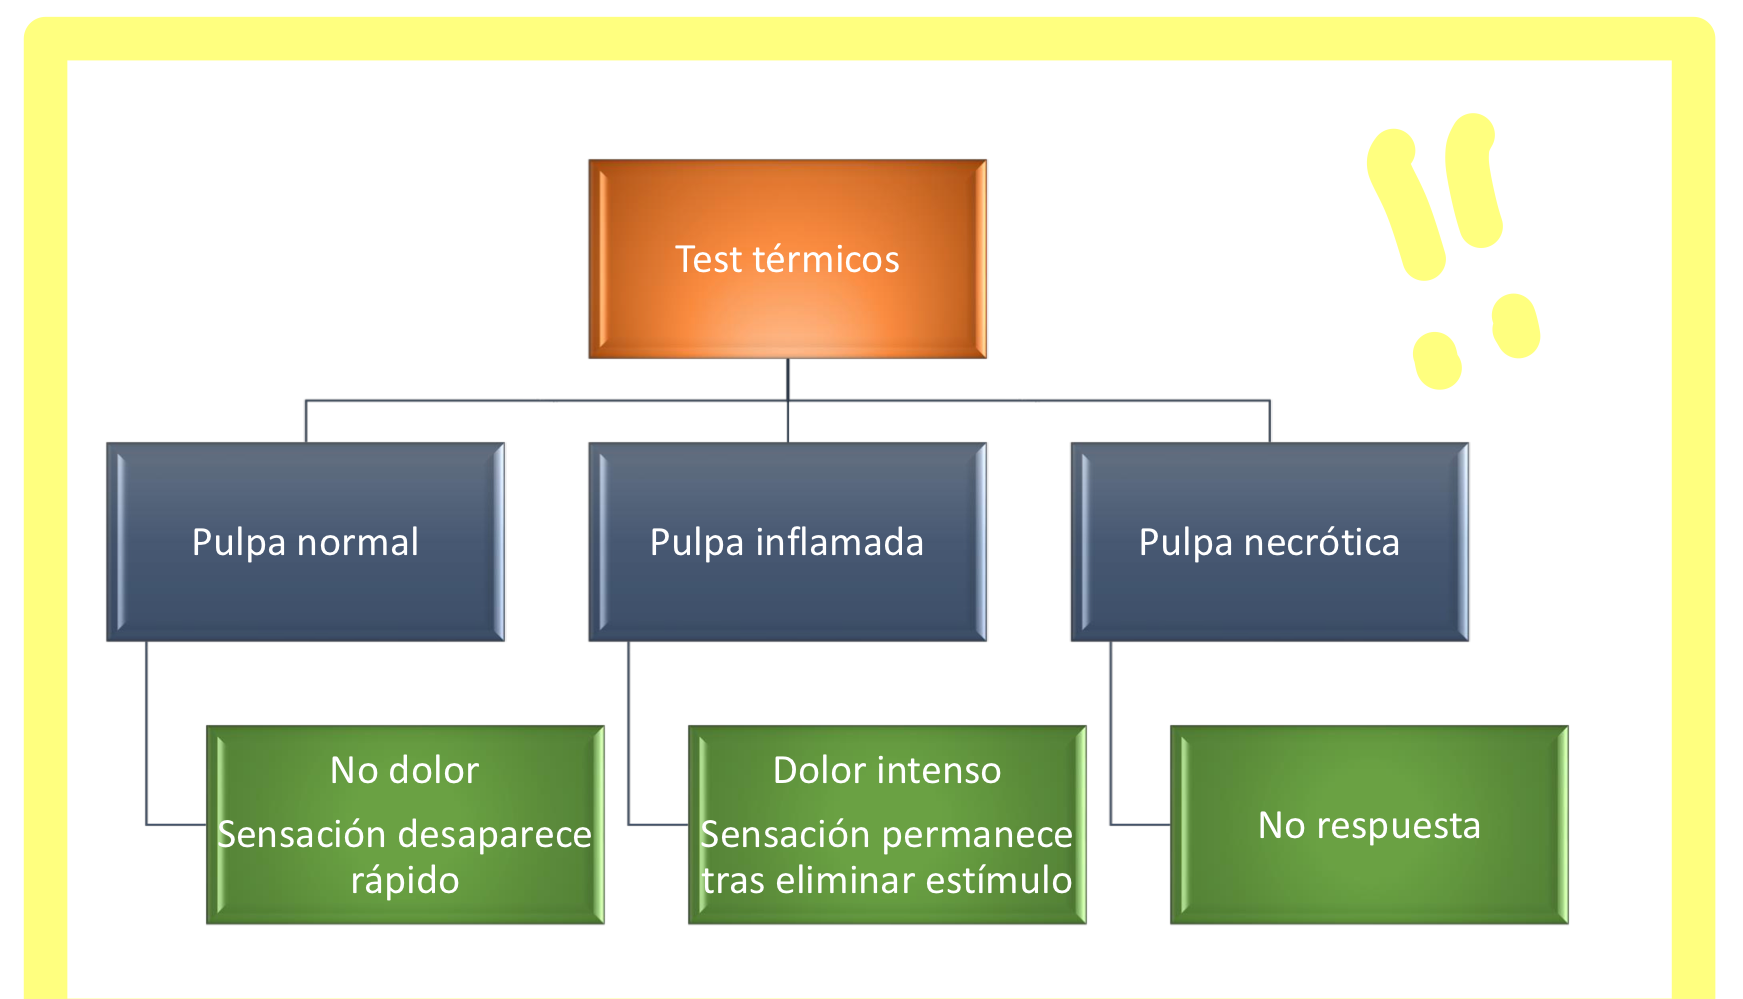 Test térmicos
Pulpa normal
Pulpa inflamada
Pulpa necrótica
No dolor
Sensación desaparece
rápido
Dolor intenso
Sensación permanece
tras eliminar estímulo
No respuesta